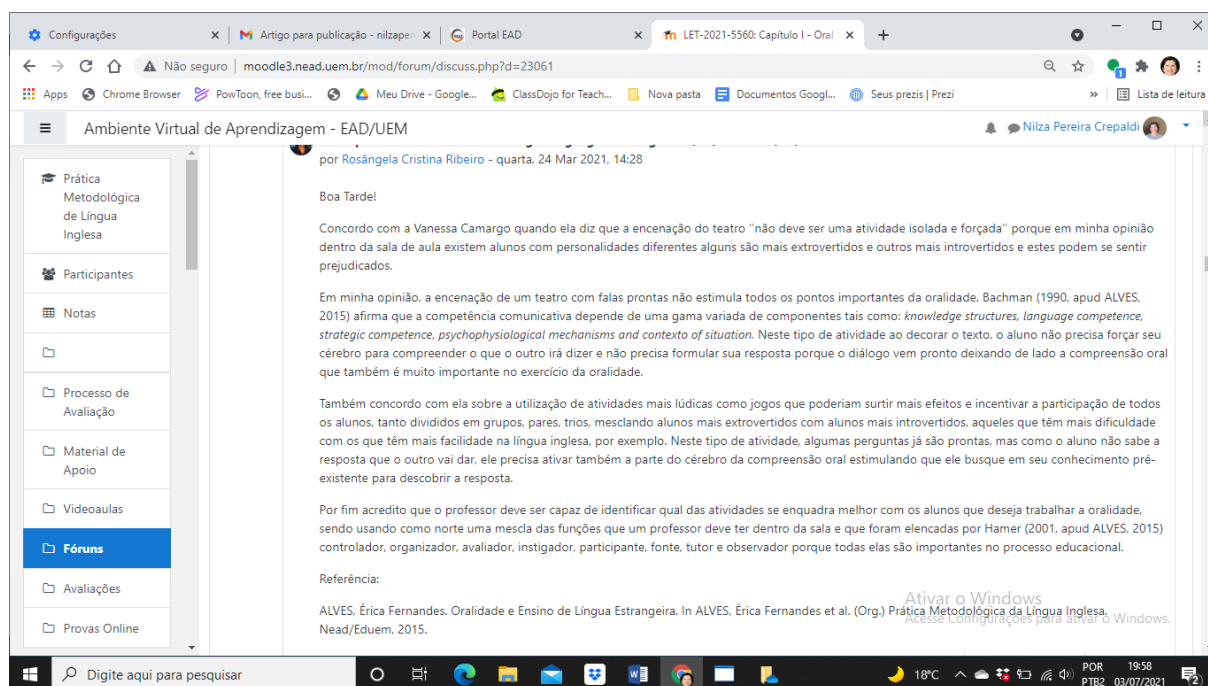 Configurações
Artigo para publicação - nilzaper
Portal EAD
LET-2021-5560: Capítulo I - Oral
Não seguro | moodle3.nead.uem.br/mod/forum/discuss.php?d=23061
Apps
Chrome Browser
PowToon, free busi...
Meu Drive - Google...
ClassDojo for Teach...
Nova pasta
Documentos Googl...
Seus prezis | Prezi
»
Lista de leitura
Ambiente Virtual de Aprendizagem - EAD/UEM
Nilza Pereira Crepaldi
Prática
Metodológica
de Língua
Inglesa
Participantes
Notas
Processo de
Avaliação
Material de
Apoio
Videoaulas
Fóruns
Avaliações
Provas Online
por Rosângela Cristina Ribeiro - quarta, 24 Mar 2021, 14:28
Boa Tarde!
Concordo com a Vanessa Camargo quando ela diz que a encenação do teatro "não deve ser uma atividade isolada e forçada" porque em minha opinião
dentro da sala de aula existem alunos com personalidades diferentes alguns são mais extrovertidos e outros mais introvertidos e estes podem se sentir
prejudicados.
Em minha opinião, a encenação de um teatro com falas prontas não estimula todos os pontos importantes da oralidade. Bachman (1990, apud ALVES,
2015) afirma que a competência comunicativa depende de uma gama variada de componentes tais como: knowledge structures, language competence,
strategic competence, psychophysiological mechanisms and contexto of situation. Neste tipo de atividade ao decorar o texto, o aluno não precisa forçar seu
cérebro para compreender o que o outro irá dizer e não precisa formular sua resposta porque o diálogo vem pronto deixando de lado a compreensão oral
que também é muito importante no exercício da oralidade.
Também concordo com ela sobre a utilização de atividades mais lúdicas como jogos que poderiam surtir mais efeitos e incentivar a participação de todos
os alunos, tanto divididos em grupos, pares, trios, mesclando alunos mais extrovertidos com alunos mais introvertidos, aqueles que têm mais dificuldade
com os que têm mais facilidade na língua inglesa, por exemplo. Neste tipo de atividade, algumas perguntas já são prontas, mas como o aluno não sabe a
resposta que o outro vai dar, ele precisa ativar também a parte do cérebro da compreensão oral estimulando que ele busque em seu conhecimento pré-
existente para descobrir a resposta.
Por fim acredito que o professor deve ser capaz de identificar qual das atividades se enquadra melhor com os alunos que deseja trabalhar a oralidade,
sendo usando como norte uma mescla das funções que um professor deve ter dentro da sala e que foram elencadas por Hamer (2001, apud ALVES, 2015)
controlador, organizador, avaliador, instigador, participante, fonte, tutor e observador porque todas elas são importantes no processo educacional.
Referência:
ALVES, Érica Fernandes. Oralidade e Ensino de Língua Estrangeira. In ALVES, Érica Fernandes et al. (Org.) Prática Metodológica da Língua Inglesa.
Nead/Eduem, 2015.
Ativar o Windows
Acesse Configurações para ativar o Windows.
Digite aqui para pesquisar
18°C
POR
PTB2
19:58
03/07/2021
2